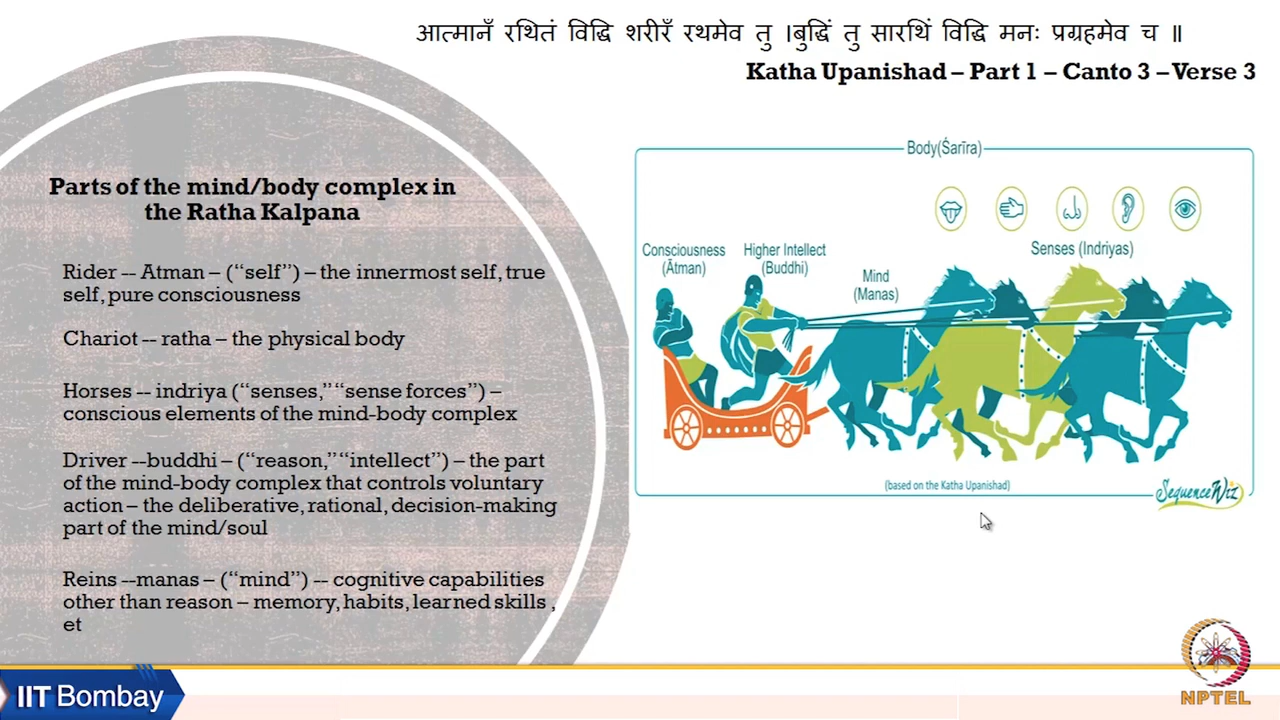 आत्मानँ रथितं विद्धि शरीरँ रथमेव तु ।बुद्धिं तु सारथिं विद्धि मनः प्रग्रहमेव च ॥
Katha Upanishad – Part 1 – Canto 3 – Verse 3
Parts of the mind/body complex in
the Ratha Kalpana
Rider -- Atman – (“self”) – the innermost self, true
self, pure consciousness
Chariot -- ratha – the physical body
Horses -- indriya (“senses,” “sense forces”) –
conscious elements of the mind-body complex
Driver --buddhi – (“reason,” “intellect”) – the part
of the mind-body complex that controls voluntary
action – the deliberative, rational, decision-making
part of the mind/soul
Reins --manas – (“mind”) -- cognitive capabilities
other than reason – memory, habits, learned skills ,
et
Body(Śarīra)
Senses (Indriyas)
Consciousness
(Ātman)
Higher Intellect
(Buddhi)
Mind
(Manas)
(based on the Katha Upanishad)
SequenceWiz
IIT Bombay
NPTEL